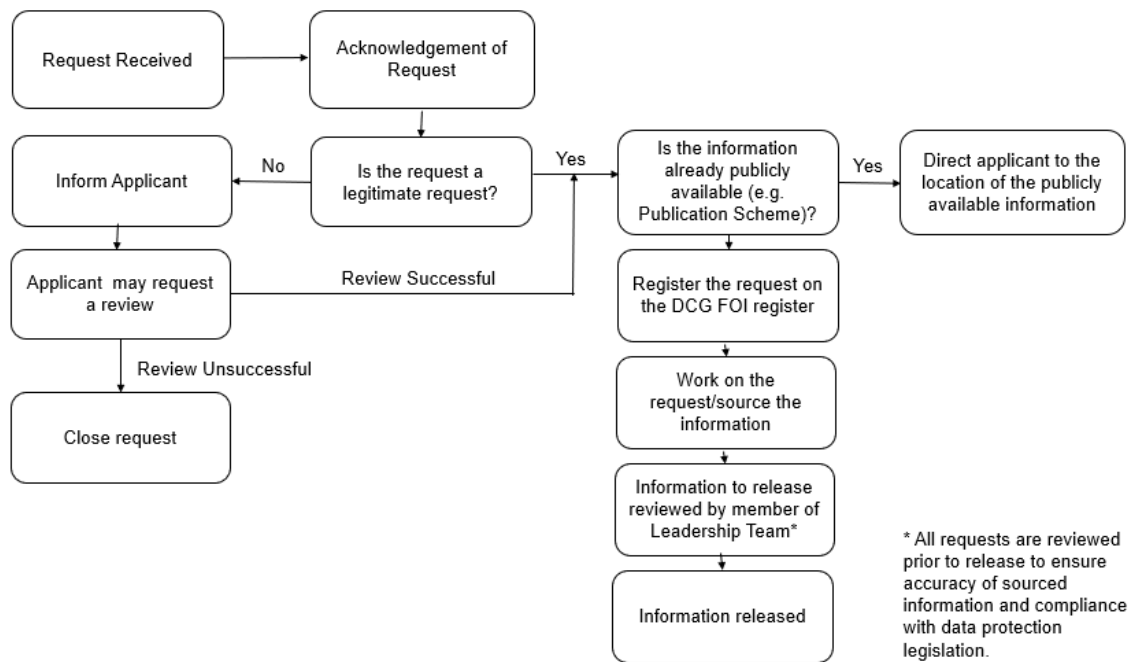 Request Received
Acknowledgement of
Request
Inform Applicant
No
Is the request a
legitimate request?
Yes
Is the information
already publicly
available (e.g.
Publication Scheme)?
Yes
Direct applicant to the
location of the publicly
available information
Applicant may request
a review
Review Successful
Register the request on
the DCG FOI register
Review Unsuccessful
Work on the
request/source the
information
Close request
Information to release
reviewed by member of
Leadership Team*
Information released
* All requests are reviewed
prior to release to ensure
accuracy of sourced
information and compliance
with data protection
legislation.